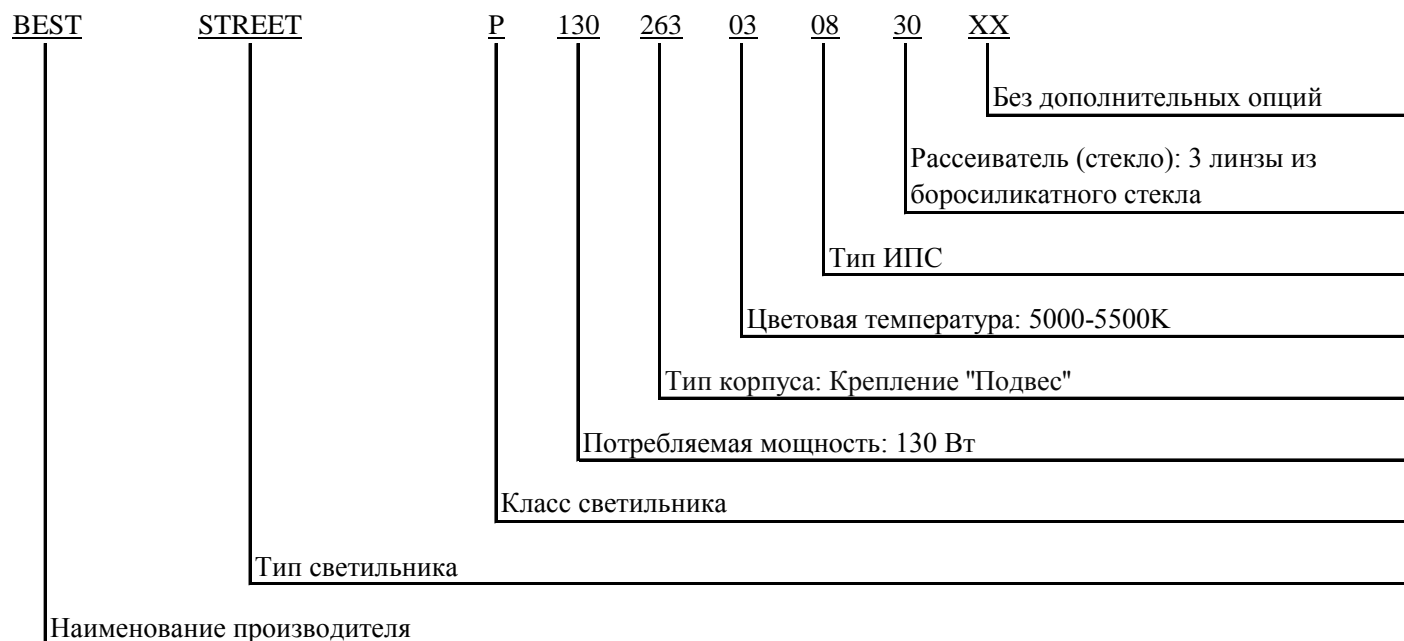 BEST STREET P 130 263 03 08 30 XX
Без дополнительных опций
Рассеиватель (стекло): 3 линзы из
боросиликатного стекла
Тип ИПС
Цветовая температура: 5000-5500К
Тип корпуса: Крепление "Подвес"
Потребляемая мощность: 130 Вт
Класс светильника
Тип светильника
Наименование производителя